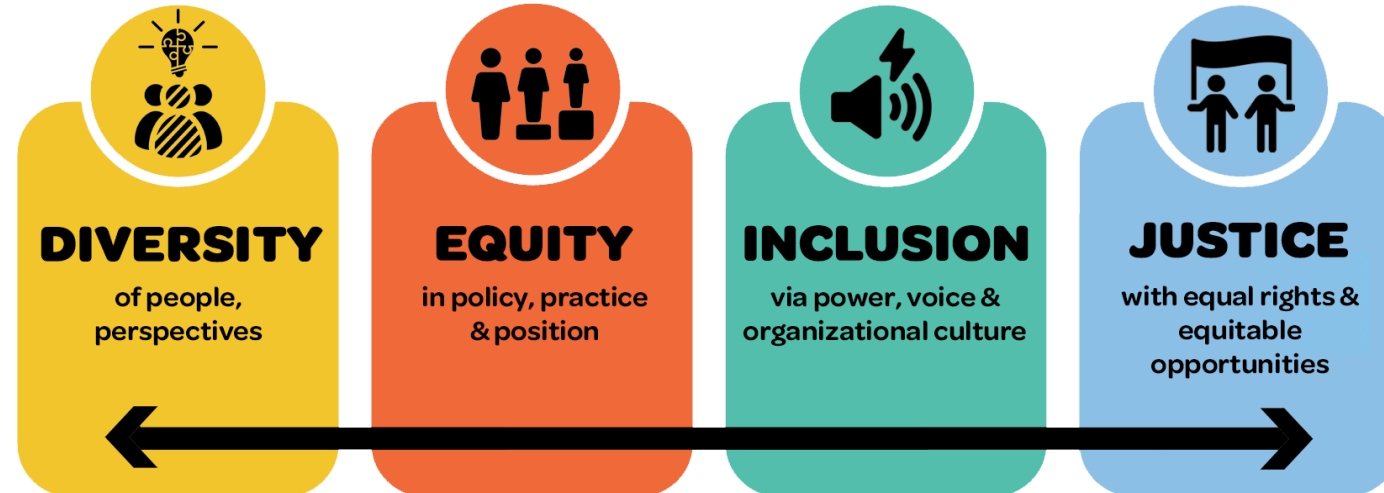 DIVERSITY
of people,
perspectives
EQUITY
in policy, practice
& position
INCLUSION
via power, voice &
organizational culture
JUSTICE
with equal rights &
equitable
opportunities